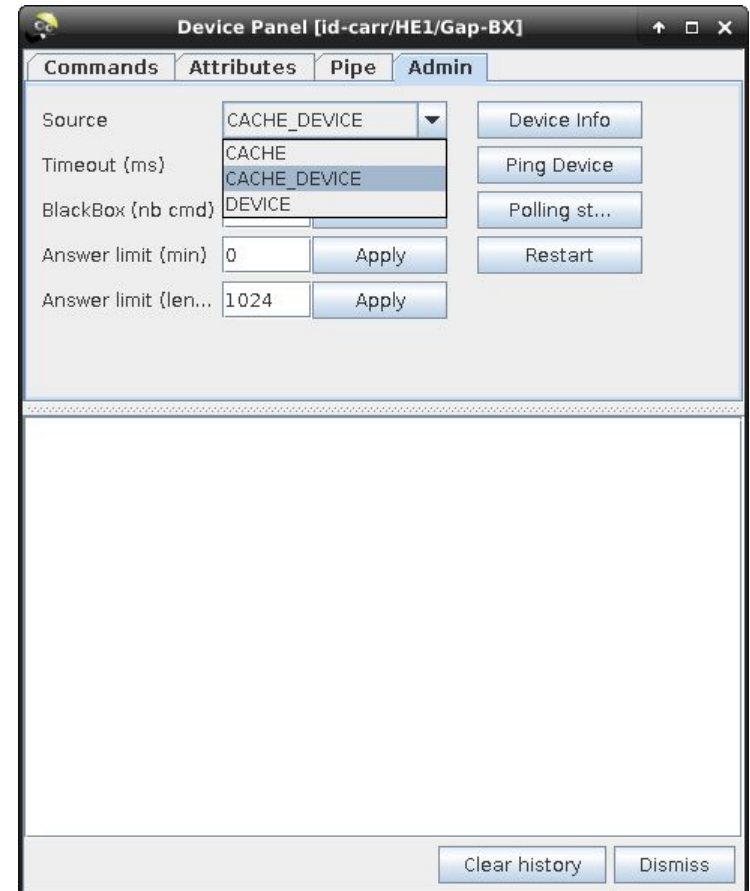 Device Panel [id-carr/HE1/Gap-BX]
Commands Attributes Pipe Admin
Source CACHE_DEVICE Device Info
CACHE
Timeout (ms) CACHE_DEVICE Ping Device
BlackBox (nb cmd) DEVICE Polling st...
Answer limit (min) 0 Apply Restart
Answer limit (len... 1024 Apply
Clear history Dismiss